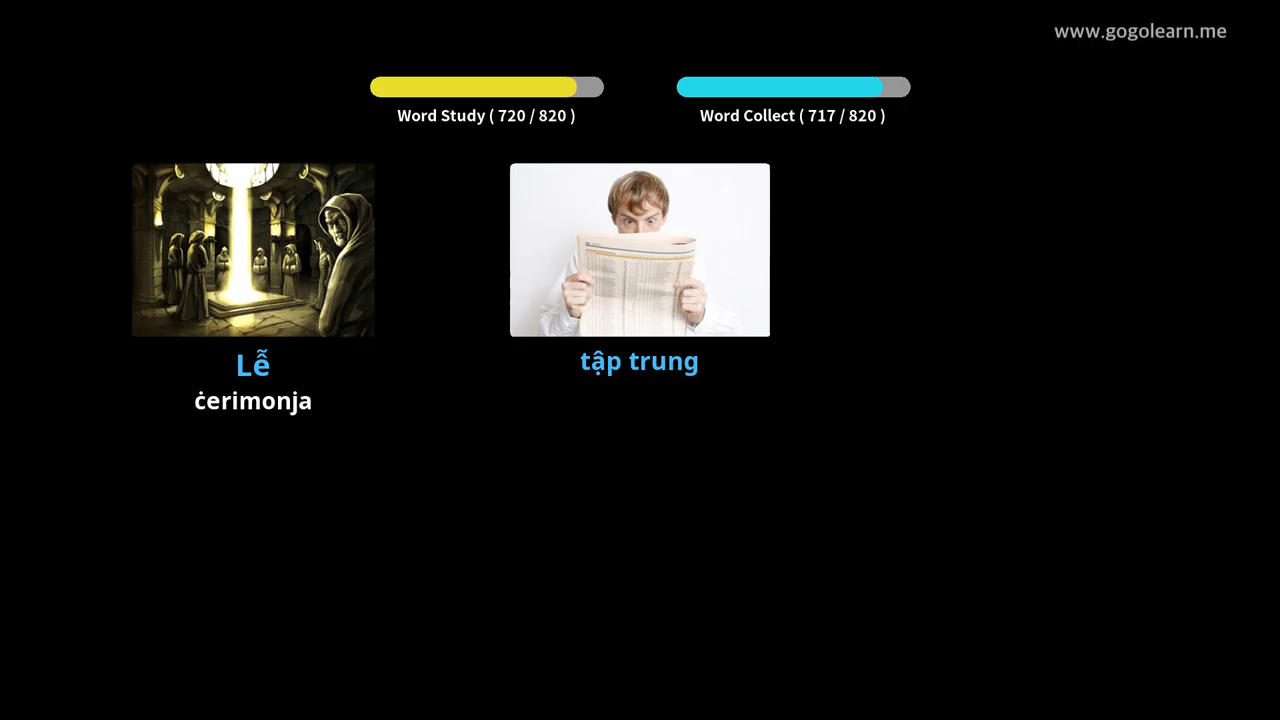 www.gogolearn.me
Word Study ( 720 / 820 )
Word Collect ( 717 / 820 )
Lễ
ċerimonja
tập trung